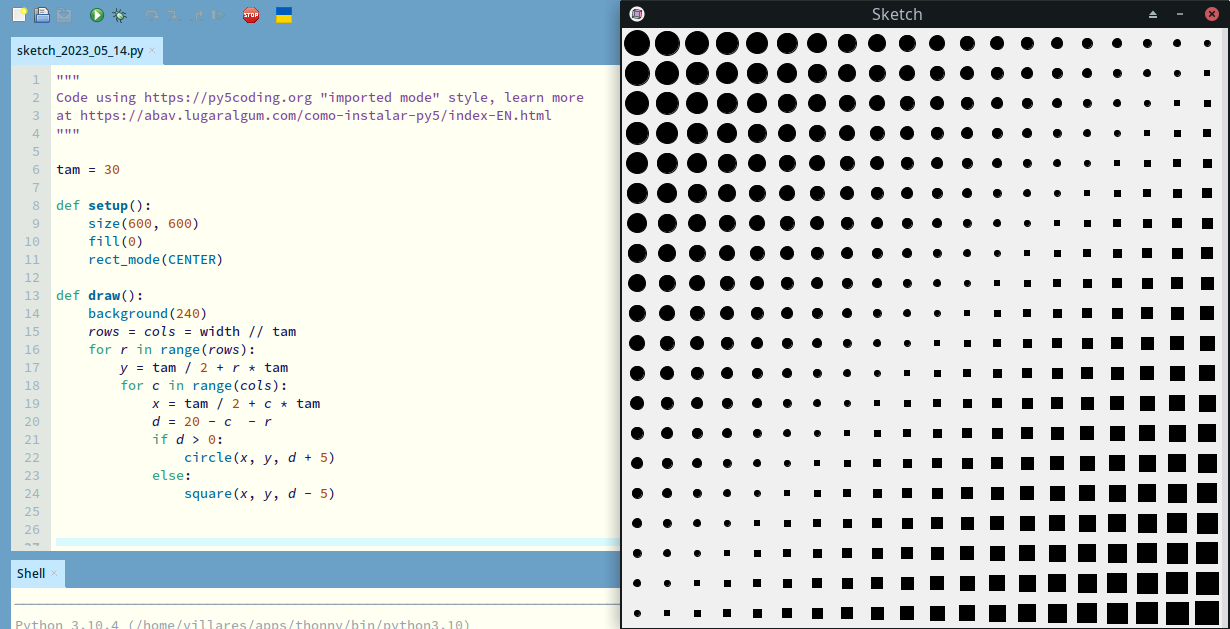 STOP
Sketch
sketch_2023_05_14.py ×
1 """
2 Code using https://py5coding.org "imported mode" style, learn more
3 at https://abav.lugaralgum.com/como-instalar-py5/index-EN.html
4 """
5
6 tam = 30
7
8 def setup():
9     size(600, 600)
10     fill(0)
11     rect_mode(CENTER)
12
13 def draw():
14     background(240)
15     rows = cols = width // tam
16     for r in range(rows):
17         y = tam / 2 + r * tam
18         for c in range(cols):
19             x = tam / 2 + c * tam
20             d = 20 - c  - r
21             if d > 0:
22                 circle(x, y, d + 5)
23             else:
24                 square(x, y, d - 5)
25
26
27
Shell ×
Python 3.10.4 (/home/villares/apps/thonny/bin/python3.10)